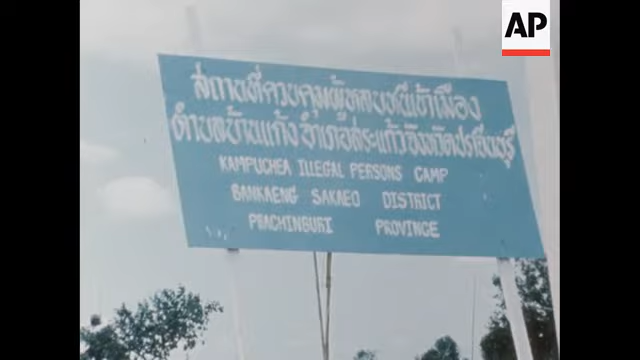 AP
สถานที่ควบคุมผู้หลบหนีเข้าเมือง
ตำบลบ้านแก้ง อำเภอสระแก้วจังหวัดปราจีนบุรี
KAMPUCHEA ILLEGAL PERSONS CAMP
BANKAENG SAKAEO DISTRICT
PRACHINBURI PROVINCE